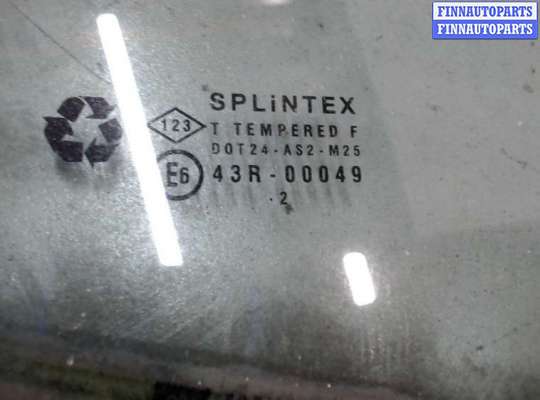 FINNAUTOPARTS
FINNAUTOPARTS
SPLiNTEX
123 T TEMPERED F
DOT24-AS2-M25
E6 43R-00049
.2